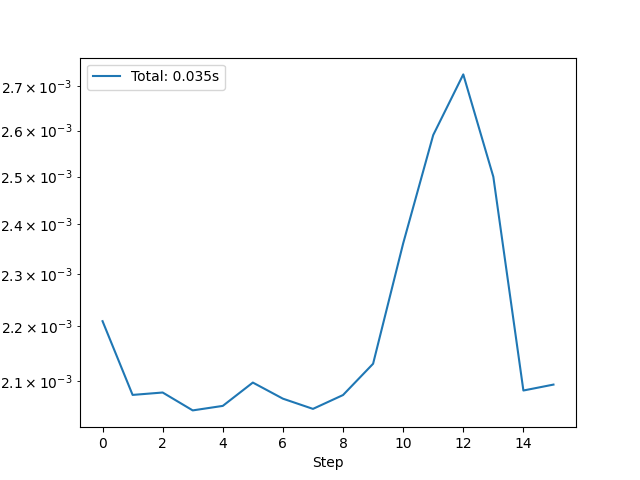 Total: 0.035s
2.7 × 10⁻³
2.6 × 10⁻³
2.5 × 10⁻³
2.4 × 10⁻³
2.3 × 10⁻³
2.2 × 10⁻³
2.1 × 10⁻³
0 2 4 6 8 10 12 14
Step